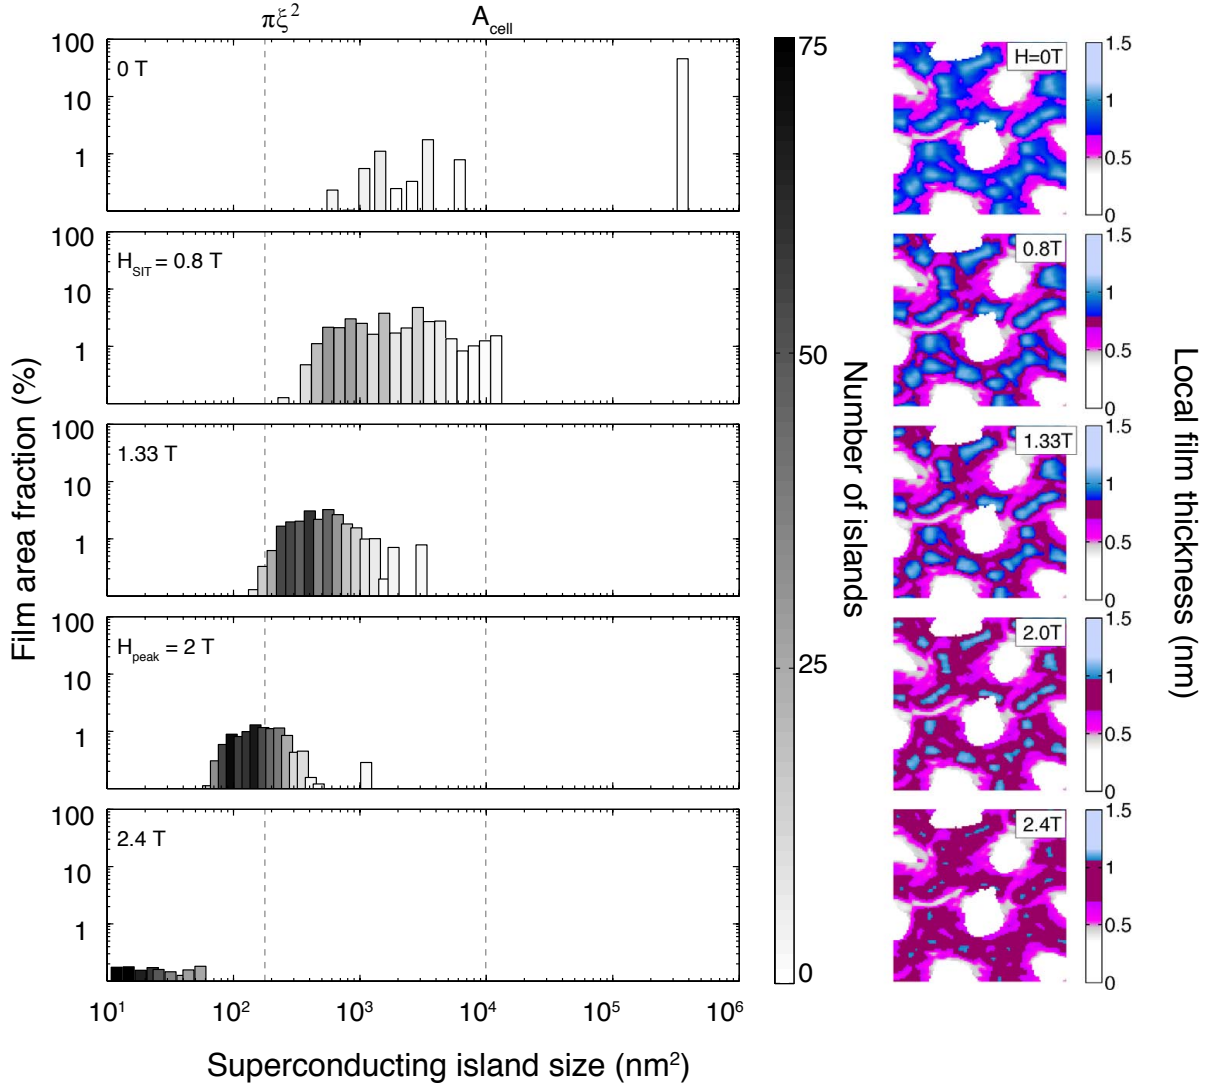 πξ²
A_cell
100
10
1
0 T
100
10
1
H_SIT = 0.8 T
100
10
1
1.33 T
100
10
1
H_peak = 2 T
100
10
1
2.4 T
10¹ 10² 10³ 10⁴ 10⁵ 10⁶
Superconducting island size (nm²)
Film area fraction (%)
75
50
25
0
Number of islands
H=0T
1.5
1
0.5
0
0.8T
1.5
1
0.5
0
1.33T
1.5
1
0.5
0
2.0T
1.5
1
0.5
0
2.4T
1.5
1
0.5
0
Local film thickness (nm)